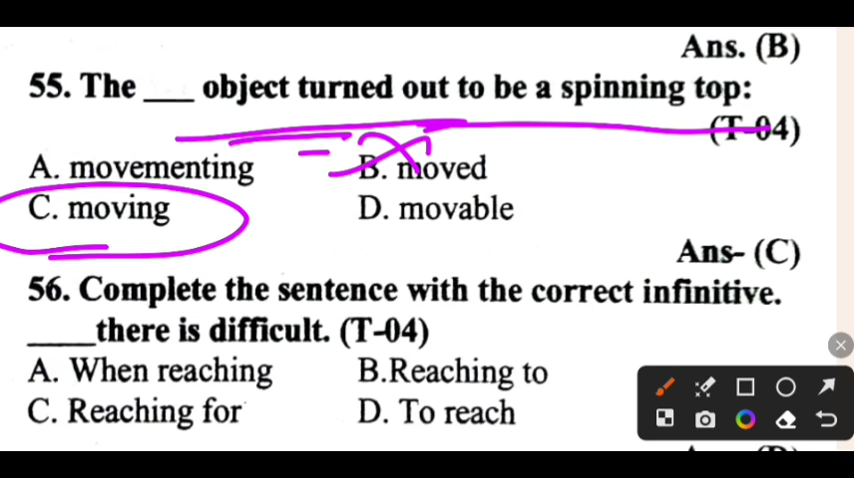 Ans. (B)
55. The ___ object turned out to be a spinning top:
(T-04)
A. movementing B. moved
C. moving D. movable
Ans- (C)
56. Complete the sentence with the correct infinitive.
____there is difficult. (T-04)
A. When reaching B.Reaching to
C. Reaching for D. To reach